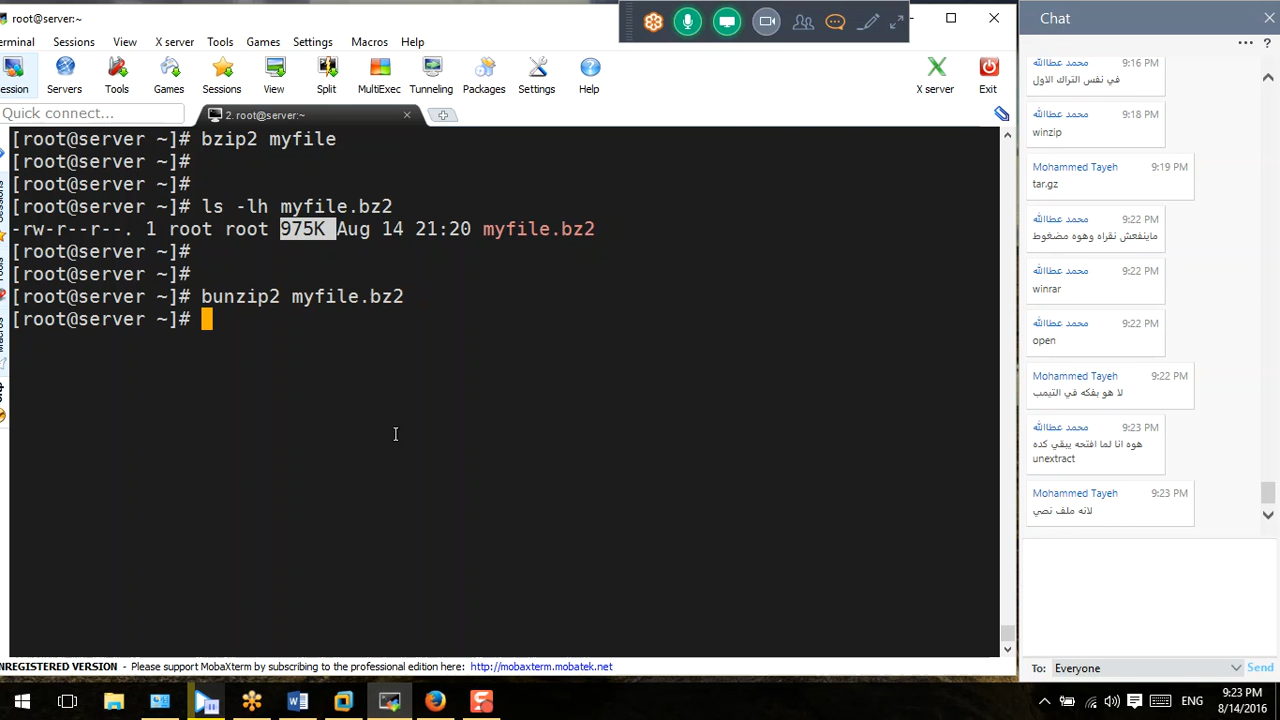 root@server:~
erminal Sessions View X server Tools Games Settings Macros Help
ession Servers Tools Games Sessions View Split MultiExec Tunneling Packages Settings Help X server Exit
Quick connect...
2. root@server:~
[root@server ~]# bzip2 myfile
[root@server ~]#
[root@server ~]#
[root@server ~]# ls -lh myfile.bz2
-rw-r--r--. 1 root root 975K Aug 14 21:20 myfile.bz2
[root@server ~]#
[root@server ~]#
[root@server ~]# bunzip2 myfile.bz2
[root@server ~]#
Sessions
Tools
Macros
NREGISTERED VERSION - Please support MobaXterm by subscribing to the professional edition here: http://mobaxterm.mobatek.net
Chat
محمد عطاالله 9:16 PM
في نفس التراك الاول
محمد عطاالله 9:18 PM
winzip
Mohammed Tayeh 9:19 PM
tar.gz
محمد عطاالله 9:22 PM
ماينفعش نقراه وهوه مضغوط
محمد عطاالله 9:22 PM
winrar
محمد عطاالله 9:22 PM
open
Mohammed Tayeh 9:22 PM
لا هو بفكه في التيمب
محمد عطاالله 9:23 PM
هوه انا لما افتحه يبقي كده
unextract
Mohammed Tayeh 9:23 PM
لانه ملف نصي
To: Everyone Send
ENG
9:23 PM
8/14/2016